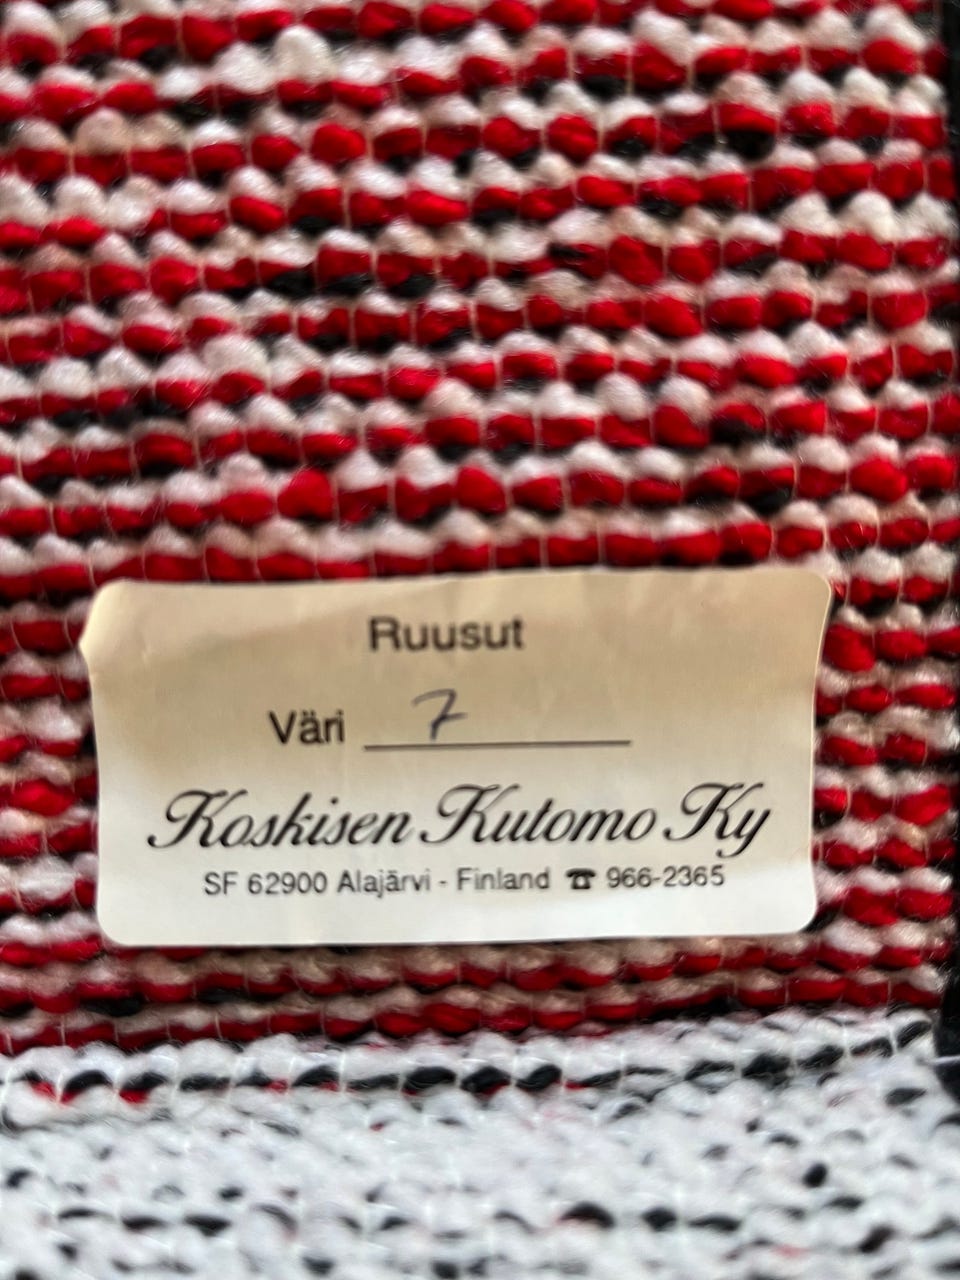 Ruusut
Väri 7
Koskisen Kutomo Ky
SF 62900 Alajärvi - Finland ☎ 966-2365